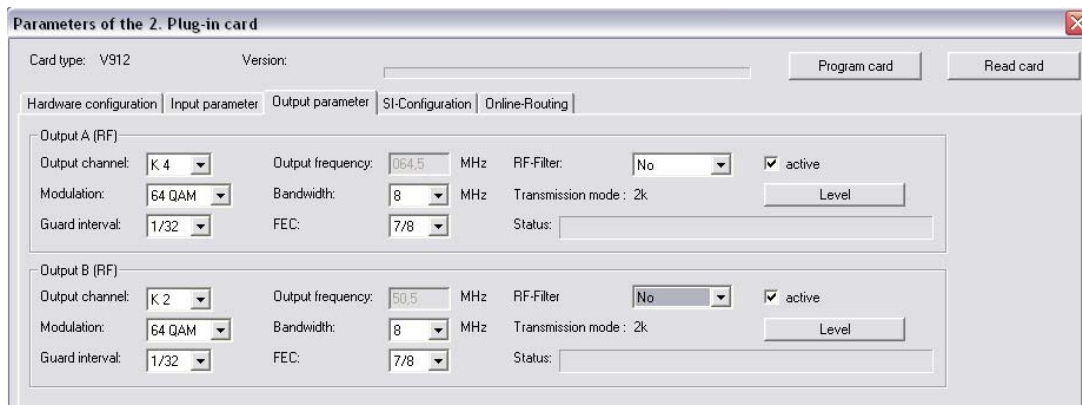 Parameters of the 2. Plug-in card
Card type: V912 Version: Program card Read card
Hardware configuration Input parameter Output parameter SI-Configuration Online-Routing
Output A (RF)
Output channel: K 4 Output frequency: 064,5 MHz RF-Filter: No active
Modulation: 64 QAM Bandwidth: 8 MHz Transmission mode : 2k Level
Guard interval: 1/32 FEC: 7/8 Status:
Output B (RF)
Output channel: K 2 Output frequency: 50,5 MHz RF-Filter No active
Modulation: 64 QAM Bandwidth: 8 MHz Transmission mode : 2k Level
Guard interval: 1/32 FEC: 7/8 Status: